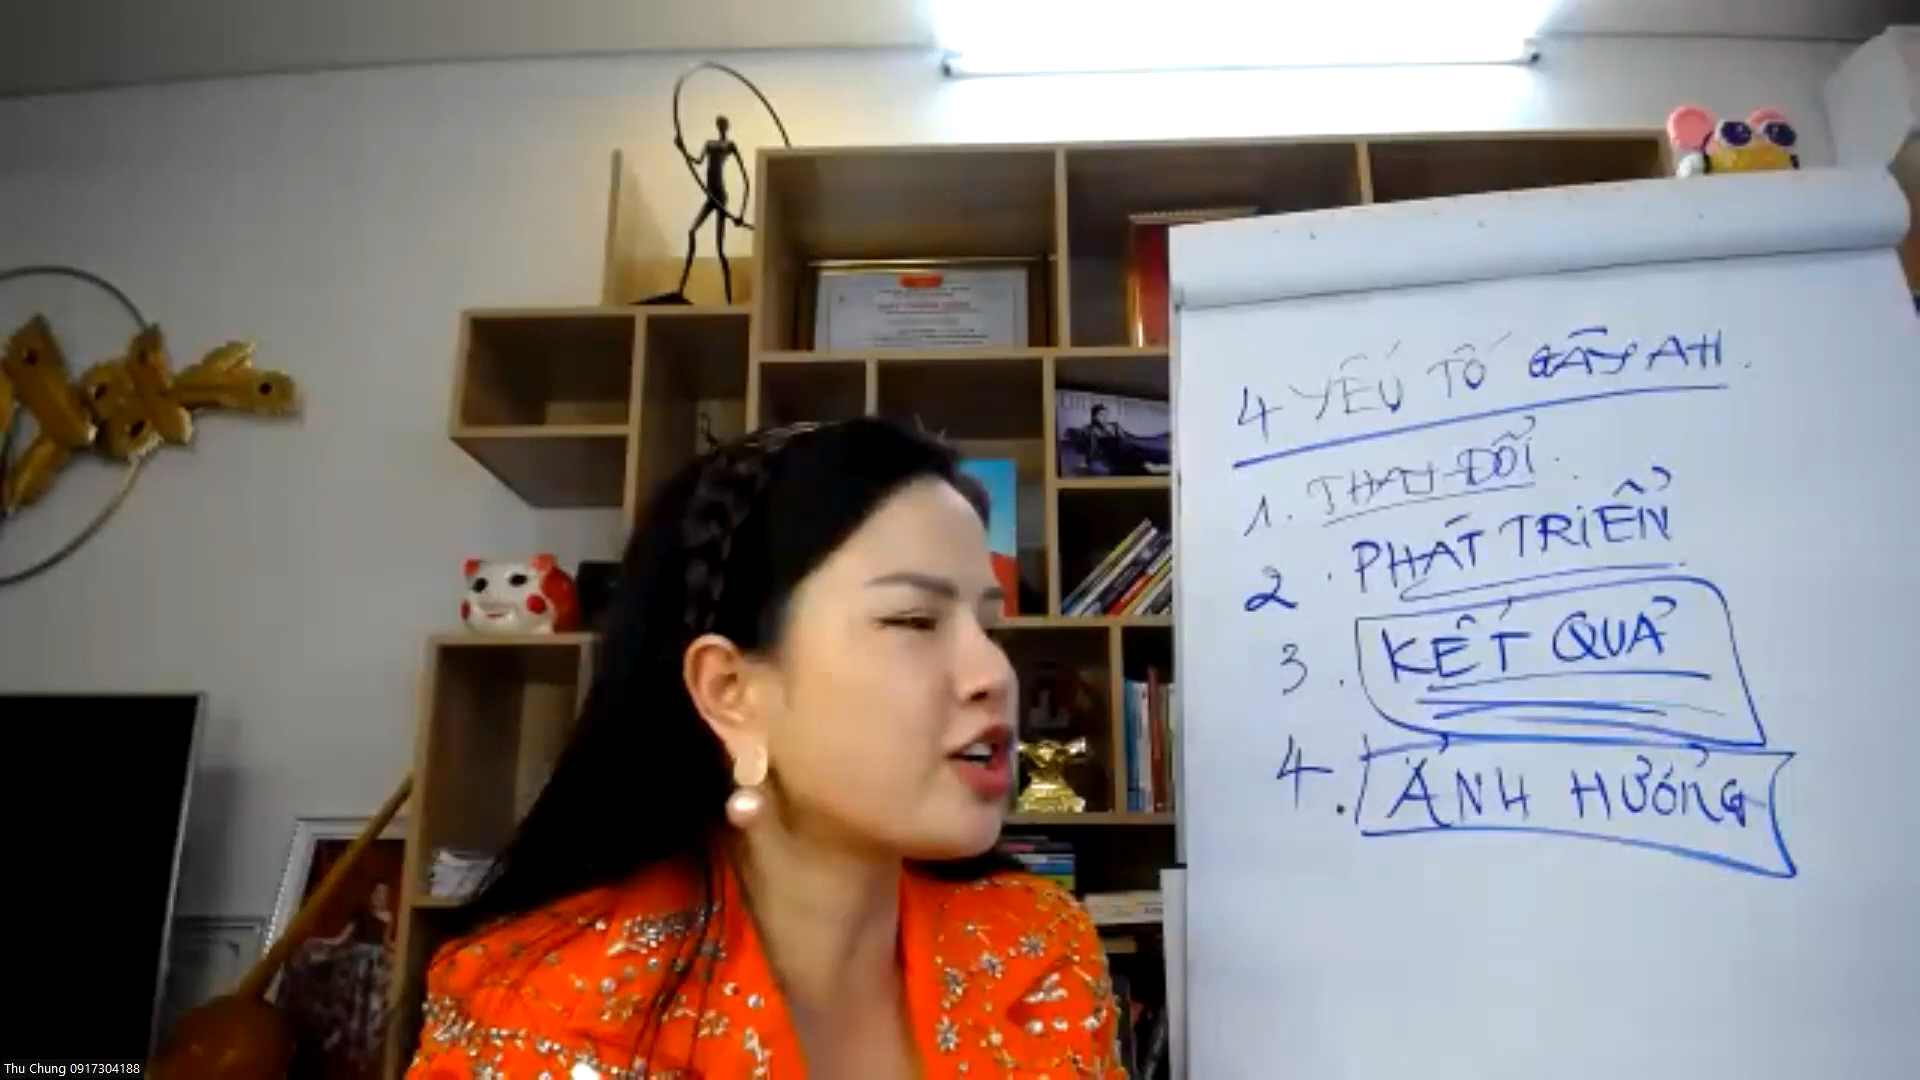 4 YẾU TỐ GÂY AH.
1. THAY ĐỔI.
2. PHÁT TRIỂN
3. KẾT QUẢ
4. ẢNH HƯỞNG
Thu Chung 0917304188